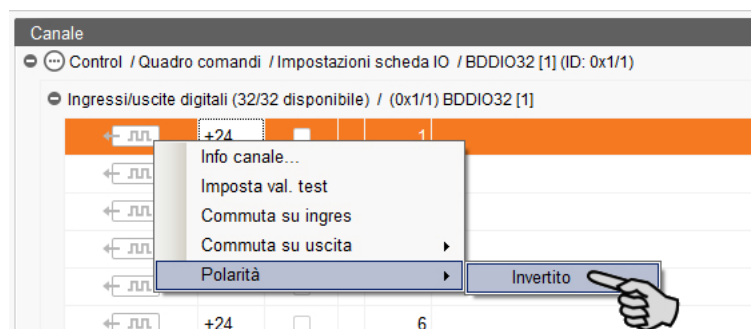 Canale
Control / Quadro comandi / Impostazioni scheda IO / BDDIO32 [1] (ID: 0x1/1)
Ingressi/uscite digitali (32/32 disponibile) / (0x1/1) BDDIO32 [1]
+24 1
Info canale...
Imposta val. test
Commuta su ingres
Commuta su uscita
Polarità
Invertito
+24 6